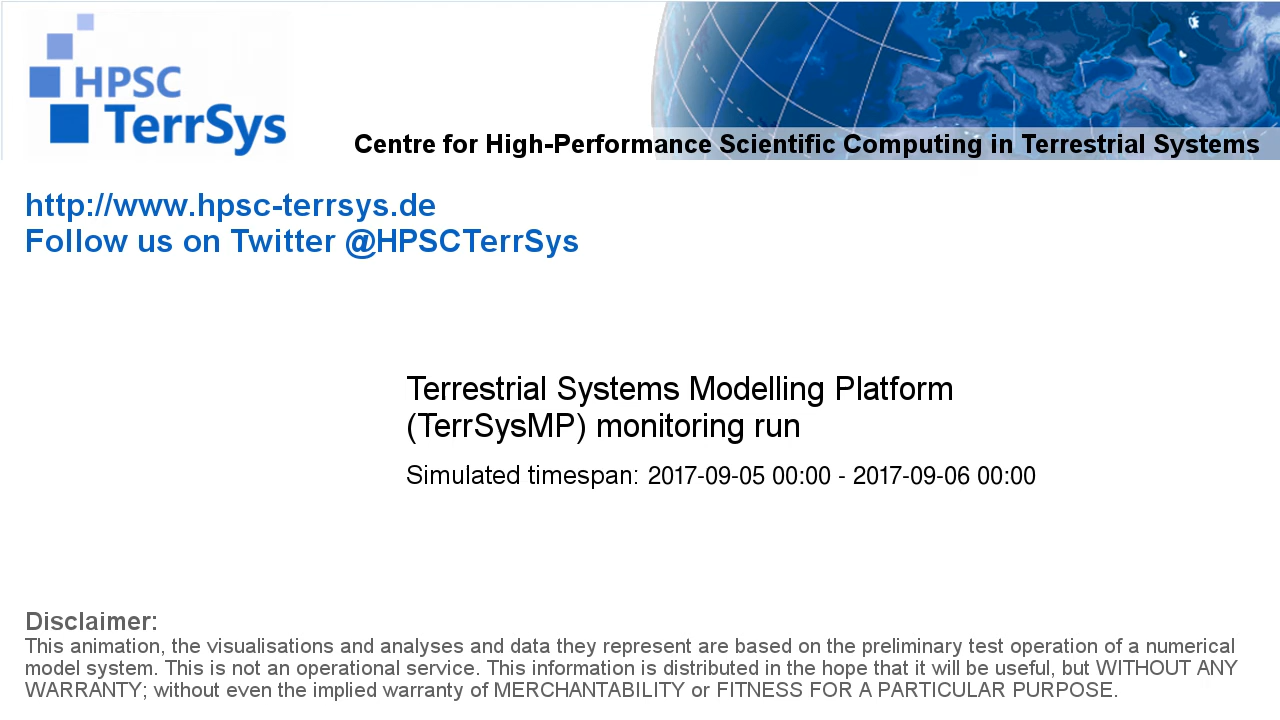 HPSC
TerrSys
Centre for High-Performance Scientific Computing in Terrestrial Systems
http://www.hpsc-terrsys.de
Follow us on Twitter @HPSCTerrSys
Terrestrial Systems Modelling Platform
(TerrSysMP) monitoring run
Simulated timespan: 2017-09-05 00:00 - 2017-09-06 00:00
Disclaimer:
This animation, the visualisations and analyses and data they represent are based on the preliminary test operation of a numerical
model system. This is not an operational service. This information is distributed in the hope that it will be useful, but WITHOUT ANY
WARRANTY; without even the implied warranty of MERCHANTABILITY or FITNESS FOR A PARTICULAR PURPOSE.